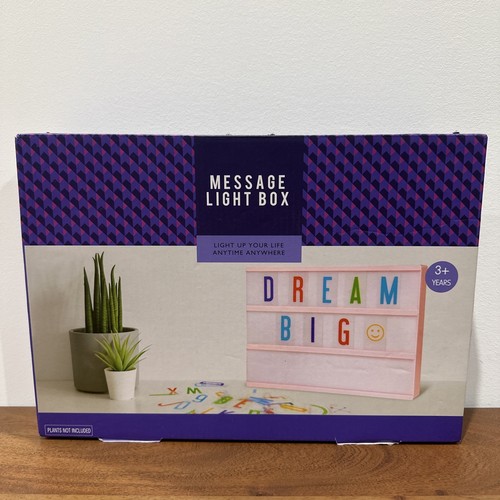 MESSAGE
LIGHT BOX
LIGHT UP YOUR LIFE
ANYTIME ANYWHERE
3+
YEARS
DREAM
BIG
PLANTS NOT INCLUDED